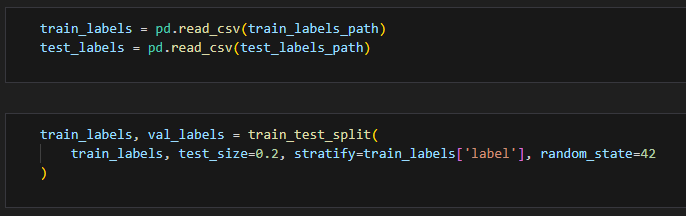 train_labels = pd.read_csv(train_labels_path)
test_labels = pd.read_csv(test_labels_path)
train_labels, val_labels = train_test_split(
    train_labels, test_size=0.2, stratify=train_labels['label'], random_state=42
)